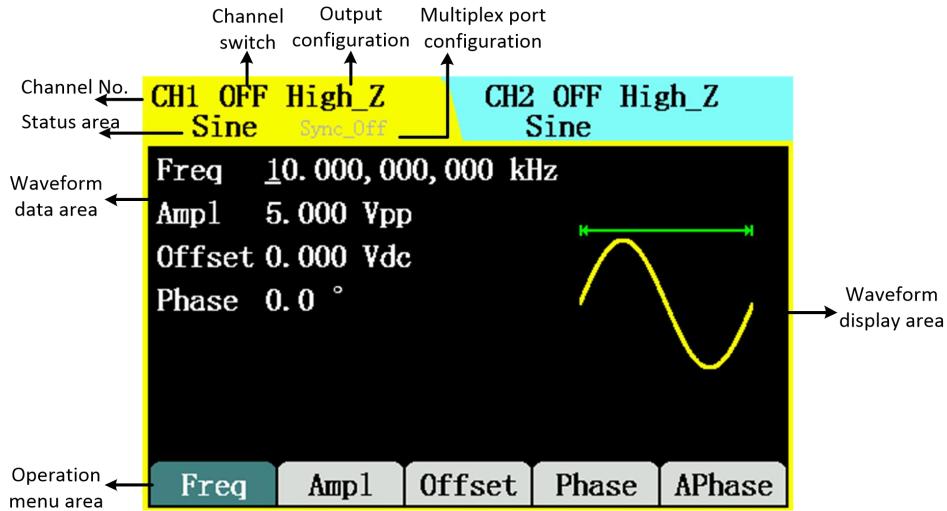 Channel switch
Output configuration
Multiplex port configuration
Channel No.
CH1 OFF High_Z
CH2 OFF High_Z
Status area
Sine
Sync_Off
Sine
Waveform data area
Freq 10.000,000,000 kHz
Ampl 5.000 Vpp
Offset 0.000 Vdc
Phase 0.0 °
Waveform display area
Operation menu area
Freq
Ampl
Offset
Phase
APhase